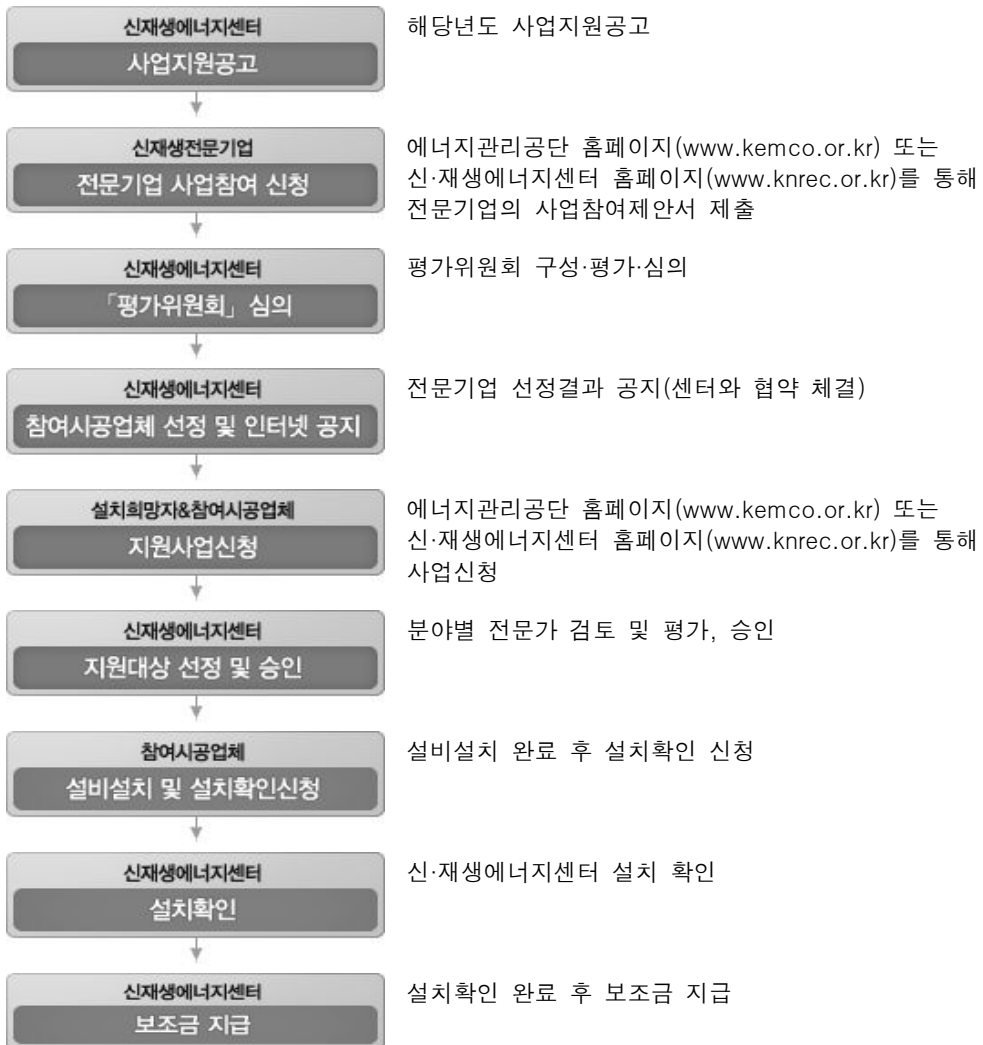 신재생에너지센터
사업지원공고
해당년도 사업지원공고
신재생전문기업
전문기업 사업참여 신청
에너지관리공단 홈페이지(www.kemco.or.kr) 또는
신·재생에너지센터 홈페이지(www.knrec.or.kr)를 통해
전문기업의 사업참여제안서 제출
신재생에너지센터
「평가위원회」 심의
평가위원회 구성·평가·심의
신재생에너지센터
참여시공업체 선정 및 인터넷 공지
전문기업 선정결과 공지(센터와 협약 체결)
설치희망자&참여시공업체
지원사업신청
에너지관리공단 홈페이지(www.kemco.or.kr) 또는
신·재생에너지센터 홈페이지(www.knrec.or.kr)를 통해
사업신청
신재생에너지센터
지원대상 선정 및 승인
분야별 전문가 검토 및 평가, 승인
참여시공업체
설비설치 및 설치확인신청
설비설치 완료 후 설치확인 신청
신재생에너지센터
설치확인
신·재생에너지센터 설치 확인
신재생에너지센터
보조금 지급
설치확인 완료 후 보조금 지급